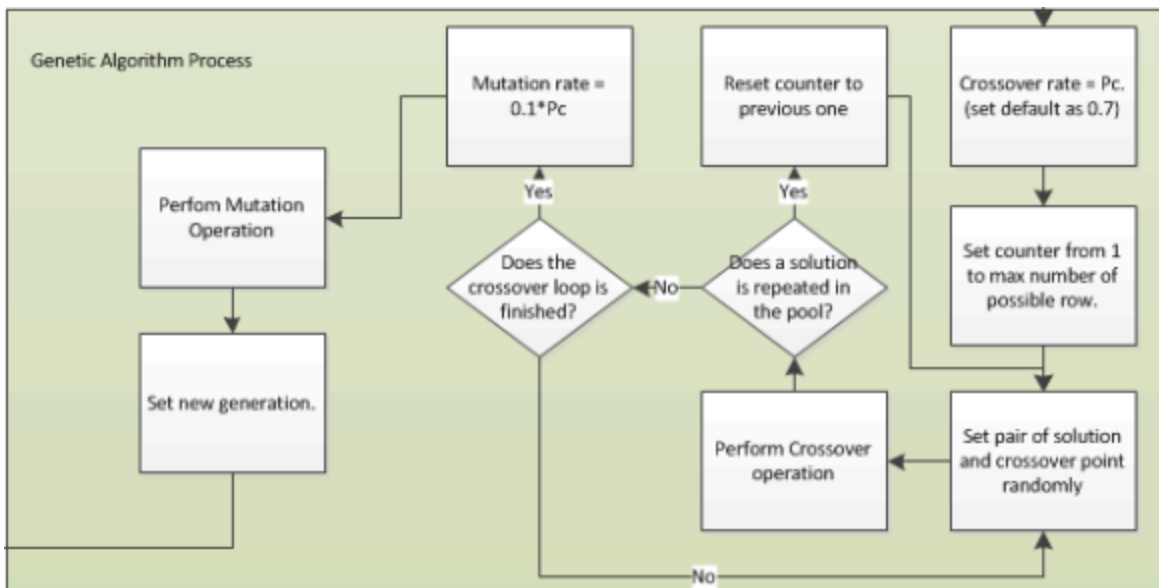 Genetic Algorithm Process
Mutation rate =
0.1*Pc
Reset counter to
previous one
Crossover rate = Pc.
(set default as 0.7)
Yes
Yes
Perfom Mutation
Operation
Set counter from 1
to max number of
possible row.
Does the
crossover loop is
finished?
No
Does a solution
is repeated in
the pool?
Set new generation.
Perform Crossover
operation
Set pair of solution
and crossover point
randomly
No